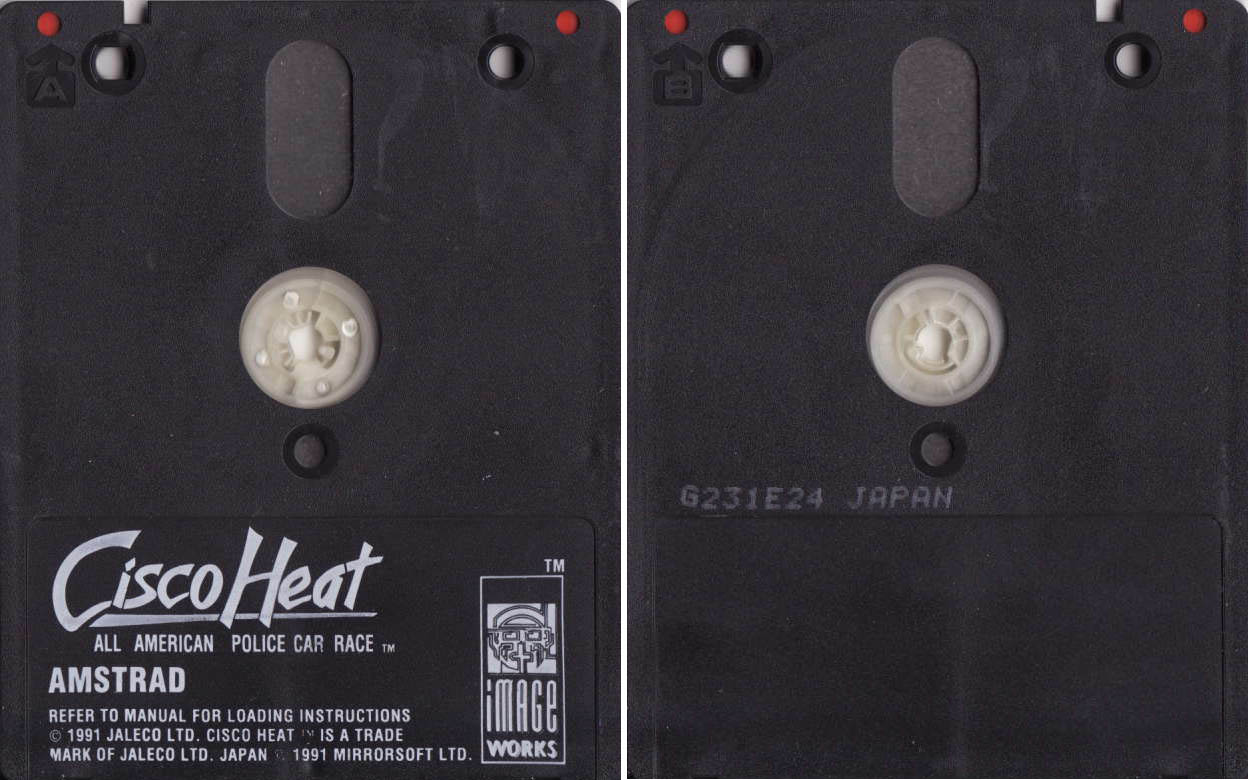 A
B
G231E24 JAPAN
Cisco Heat
TM
ALL AMERICAN POLICE CAR RACE TM
AMSTRAD
REFER TO MANUAL FOR LOADING INSTRUCTIONS
© 1991 JALECO LTD. CISCO HEAT TM IS A TRADE
MARK OF JALECO LTD. JAPAN © 1991 MIRRORSOFT LTD.
iMAGE
WORKS